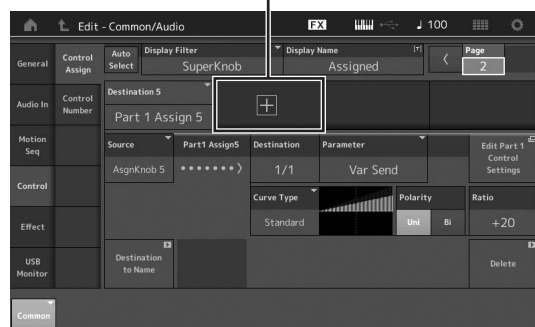 Edit - Common/Audio
FX
♩ 100
General
Control Assign
Auto Select
Display Filter
SuperKnob
Display Name
[T]
Assigned
Page
2
Audio In
Control Number
Destination 5
Part 1 Assign 5
+
Motion Seq
Source
AsgnKnob 5
Part1 Assign5
Destination
1/1
Parameter
Var Send
Edit Part 1 Control Settings
Control
Curve Type
Standard
Polarity
Uni
Bi
Ratio
+20
Effect
USB Monitor
Destination to Name
Delete
Common